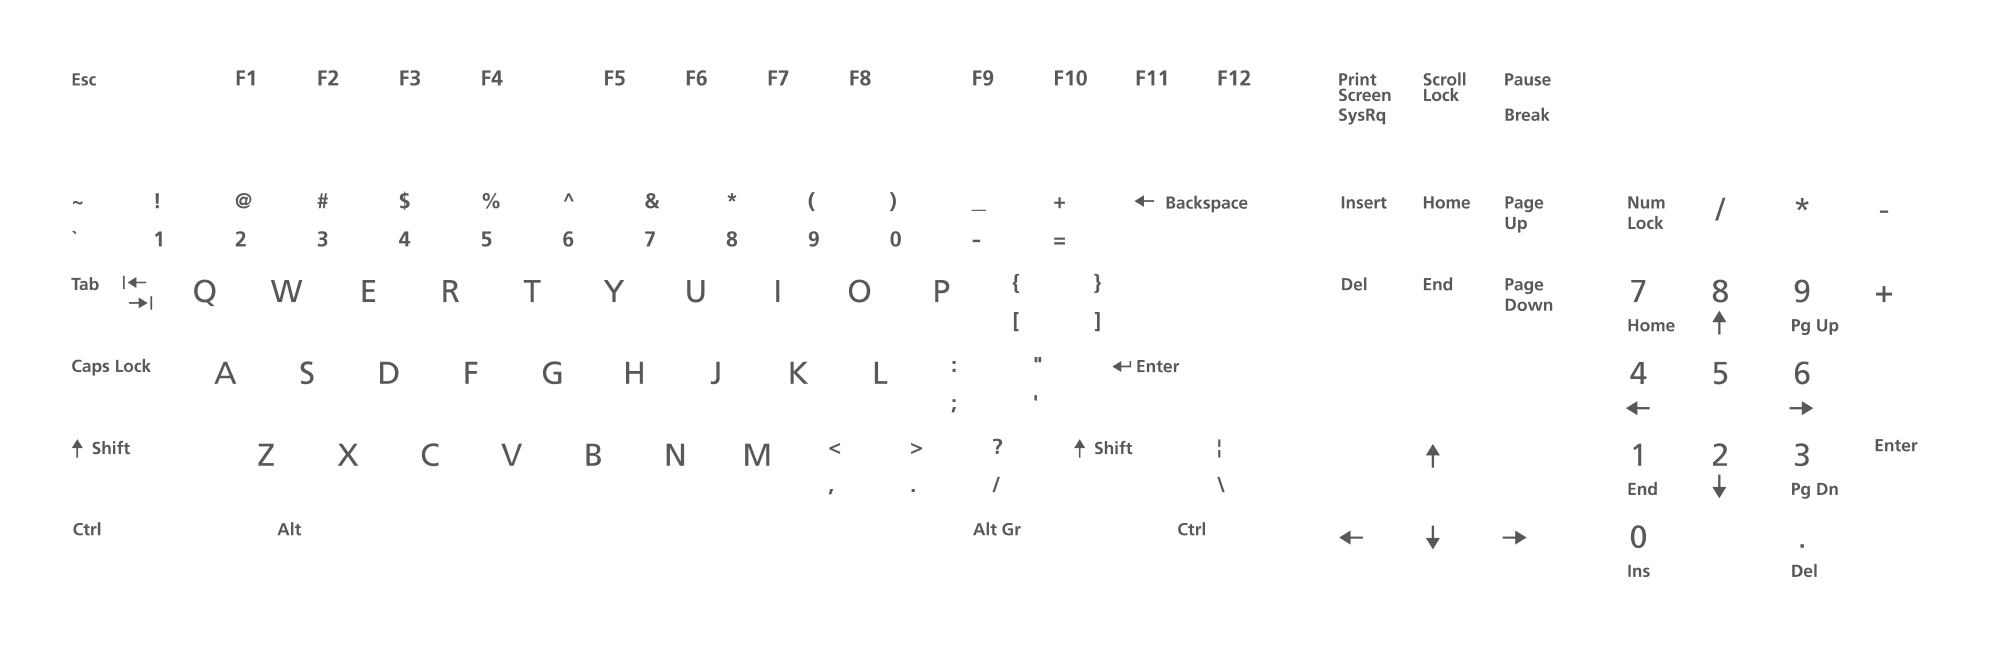 Esc F1 F2 F3 F4 F5 F6 F7 F8 F9 F10 F11 F12 Print Scroll Pause
Screen Lock
SysRq Break
~ ! @ # $ % ^ & * ( ) _ + ← Backspace Insert Home Page Num / * -
Up Lock
` 1 2 3 4 5 6 7 8 9 0 - =
Tab |← Q W E R T Y U I O P { } Del End Page 7 8 9 +
→| Down
[ ] Home ↑ Pg Up
Caps Lock A S D F G H J K L : " ↵ Enter 4 5 6
; ' ← →
↑ Shift Z X C V B N M < > ? ↑ Shift ¦ ↑ 1 2 3 Enter
, . / \ End ↓ Pg Dn
Ctrl Alt Alt Gr Ctrl ← ↓ → 0 .
Ins Del